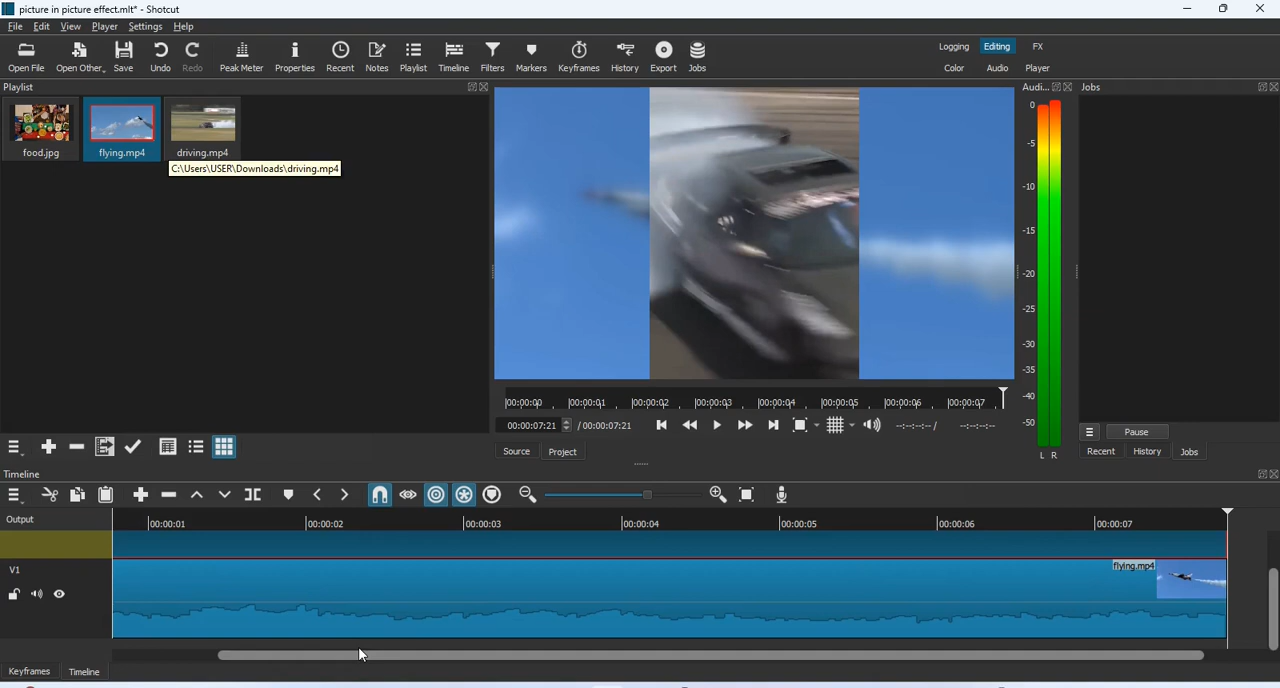 picture in picture effect.mlt* - Shotcut
File Edit View Player Settings Help
Open File Open Other... Save Undo Redo Peak Meter Properties Recent Notes Playlist Timeline Filters Markers Keyframes History Export Jobs
Logging Editing FX
Color Audio Player
Playlist
food.jpg flying.mp4 driving.mp4
C:\Users\USER\Downloads\driving.mp4
Audi...
0
-5
-10
-15
-20
-25
-30
-35
-40
-50
L R
Jobs
00:00:00 00:00:01 00:00:02 00:00:03 00:00:04 00:00:05 00:00:06 00:00:07
00:00:07:21 / 00:00:07:21 --:--:--:-- / --:--:--:--
Source Project
Pause
Recent History Jobs
Timeline
Output
00:00:01 00:00:02 00:00:03 00:00:04 00:00:05 00:00:06 00:00:07
V1
flying.mp4
Keyframes Timeline